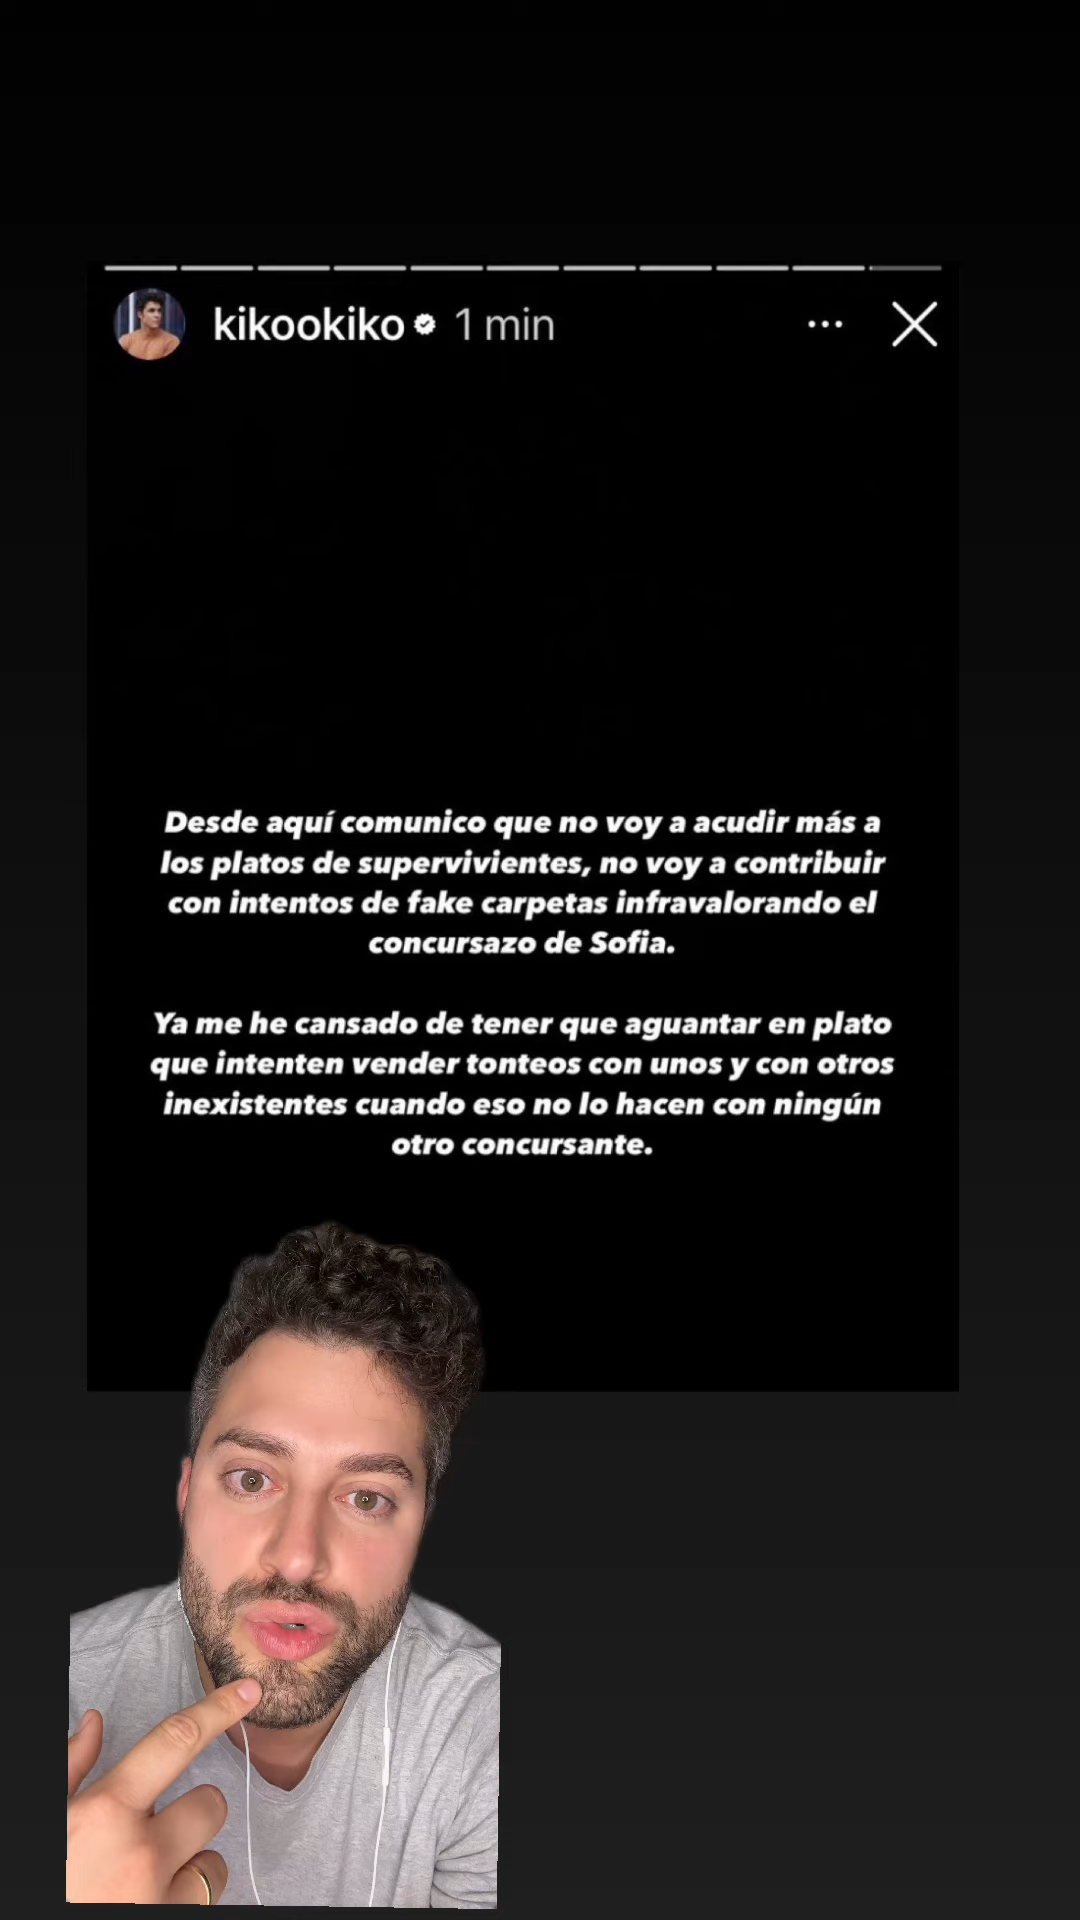 kikookiko 1 min
Desde aquí comunico que no voy a acudir más a
los platos de supervivientes, no voy a contribuir
con intentos de fake carpetas infravalorando el
concursazo de Sofia.
Ya me he cansado de tener que aguantar en plato
que intenten vender tonteos con unos y con otros
inexistentes cuando eso no lo hacen con ningún
otro concursante.